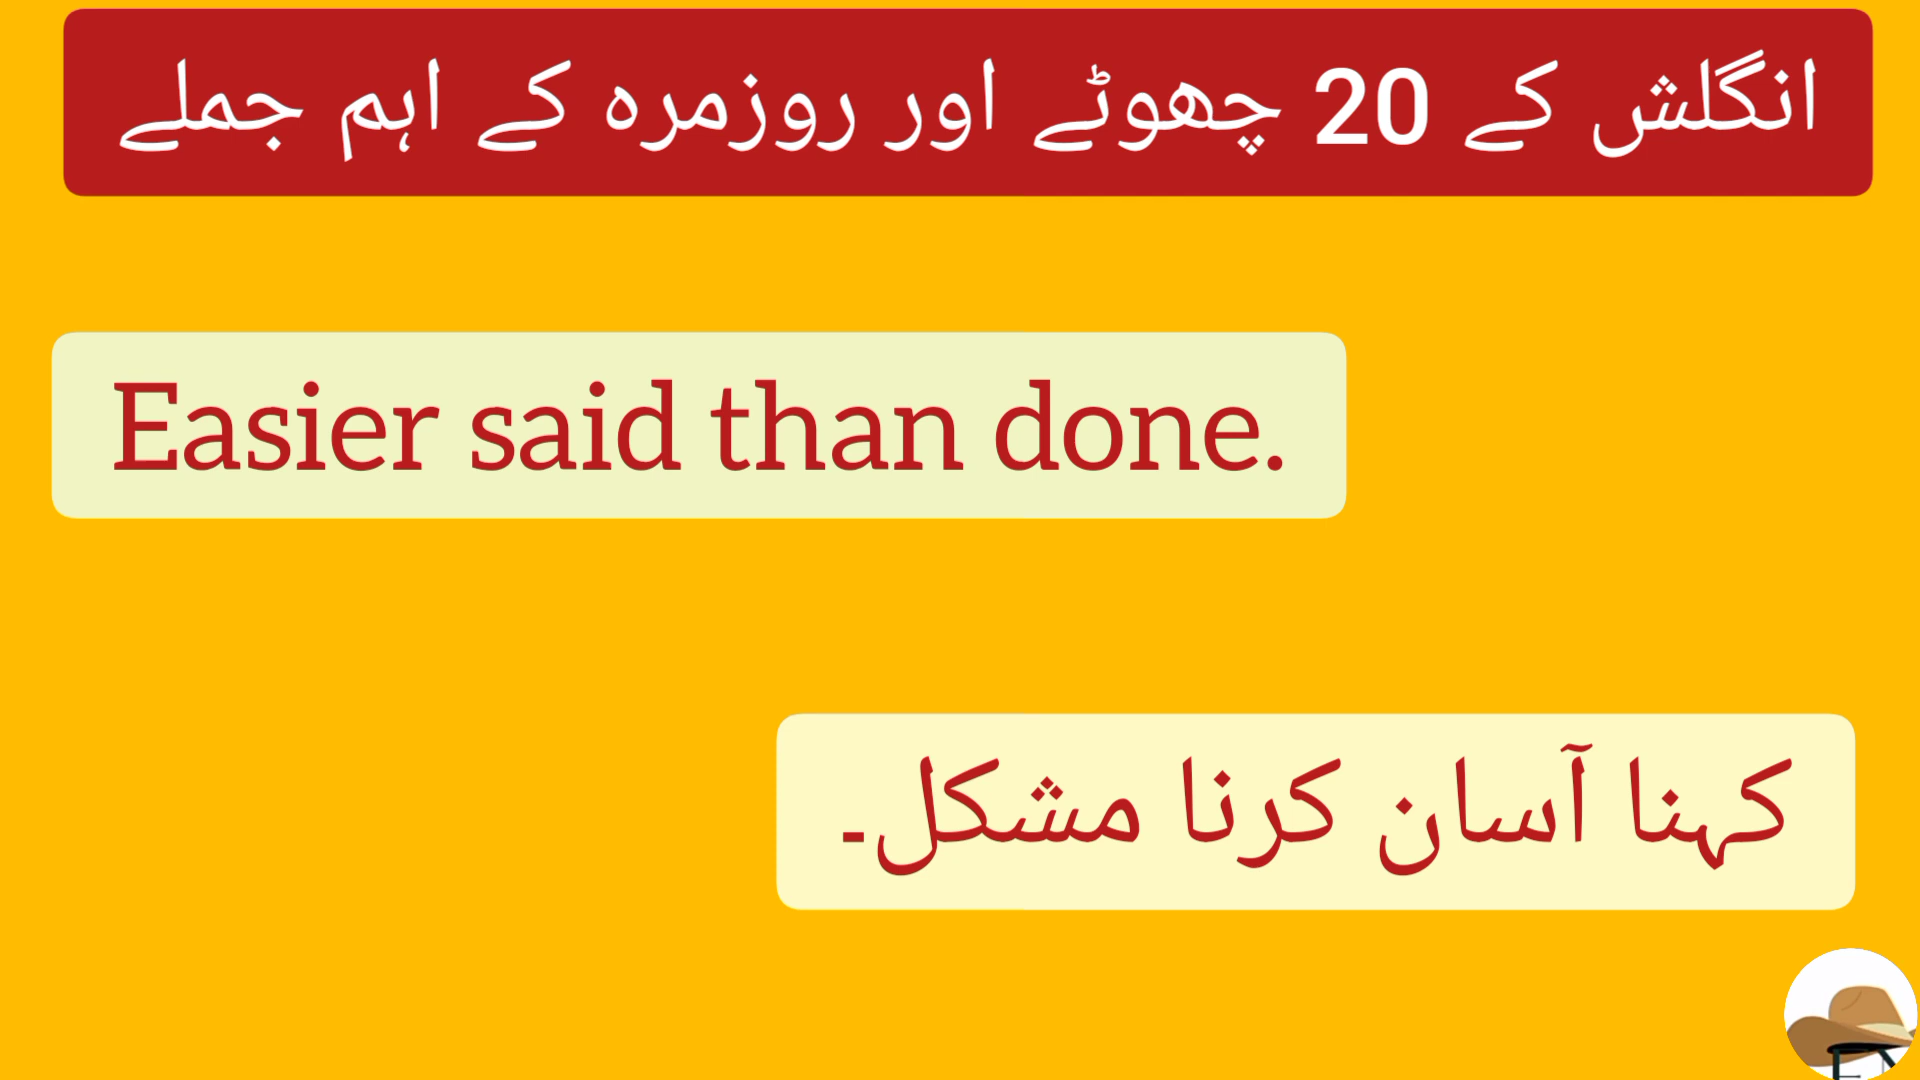 انگلش کے 20 چھوٹے اور روزمرہ کے اہم جملے
Easier said than done.
کہنا آسان کرنا مشکل۔